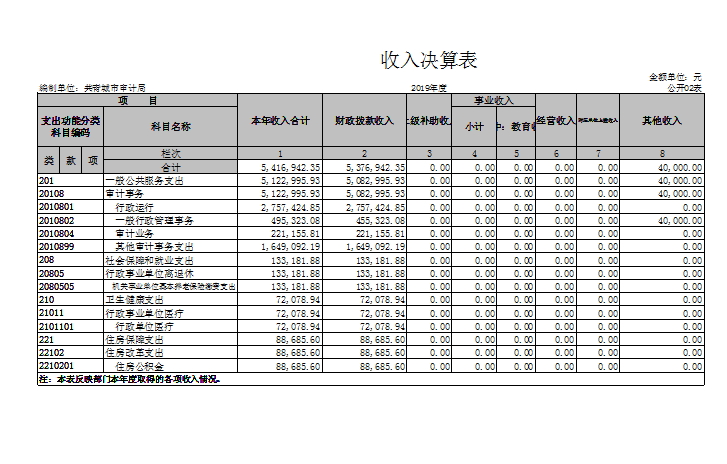 收入决算表
金额单位：元
编制单位：共青城市审计局 2019年度 公开02表
项 目 本年收入合计 财政拨款收入 上级补助收入 事业收入 经营收入 附属单位上缴收入 其他收入
支出功能分类科目编码 科目名称 小计 中：教育收
类 款 项 栏次 1 2 3 4 5 6 7 8
合计 5,416,942.35 5,376,942.35 0.00 0.00 0.00 0.00 0.00 40,000.00
201 一般公共服务支出 5,122,995.93 5,082,995.93 0.00 0.00 0.00 0.00 0.00 40,000.00
20108 审计事务 5,122,995.93 5,082,995.93 0.00 0.00 0.00 0.00 0.00 40,000.00
2010801 行政运行 2,757,424.85 2,757,424.85 0.00 0.00 0.00 0.00 0.00 0.00
2010802 一般行政管理事务 495,323.08 455,323.08 0.00 0.00 0.00 0.00 0.00 40,000.00
2010804 审计业务 221,155.81 221,155.81 0.00 0.00 0.00 0.00 0.00 0.00
2010899 其他审计事务支出 1,649,092.19 1,649,092.19 0.00 0.00 0.00 0.00 0.00 0.00
208 社会保障和就业支出 133,181.88 133,181.88 0.00 0.00 0.00 0.00 0.00 0.00
20805 行政事业单位离退休 133,181.88 133,181.88 0.00 0.00 0.00 0.00 0.00 0.00
2080505 机关事业单位基本养老保险缴费支出 133,181.88 133,181.88 0.00 0.00 0.00 0.00 0.00 0.00
210 卫生健康支出 72,078.94 72,078.94 0.00 0.00 0.00 0.00 0.00 0.00
21011 行政事业单位医疗 72,078.94 72,078.94 0.00 0.00 0.00 0.00 0.00 0.00
2101101 行政单位医疗 72,078.94 72,078.94 0.00 0.00 0.00 0.00 0.00 0.00
221 住房保障支出 88,685.60 88,685.60 0.00 0.00 0.00 0.00 0.00 0.00
22102 住房改革支出 88,685.60 88,685.60 0.00 0.00 0.00 0.00 0.00 0.00
2210201 住房公积金 88,685.60 88,685.60 0.00 0.00 0.00 0.00 0.00 0.00
注：本表反映部门本年度取得的各项收入情况。